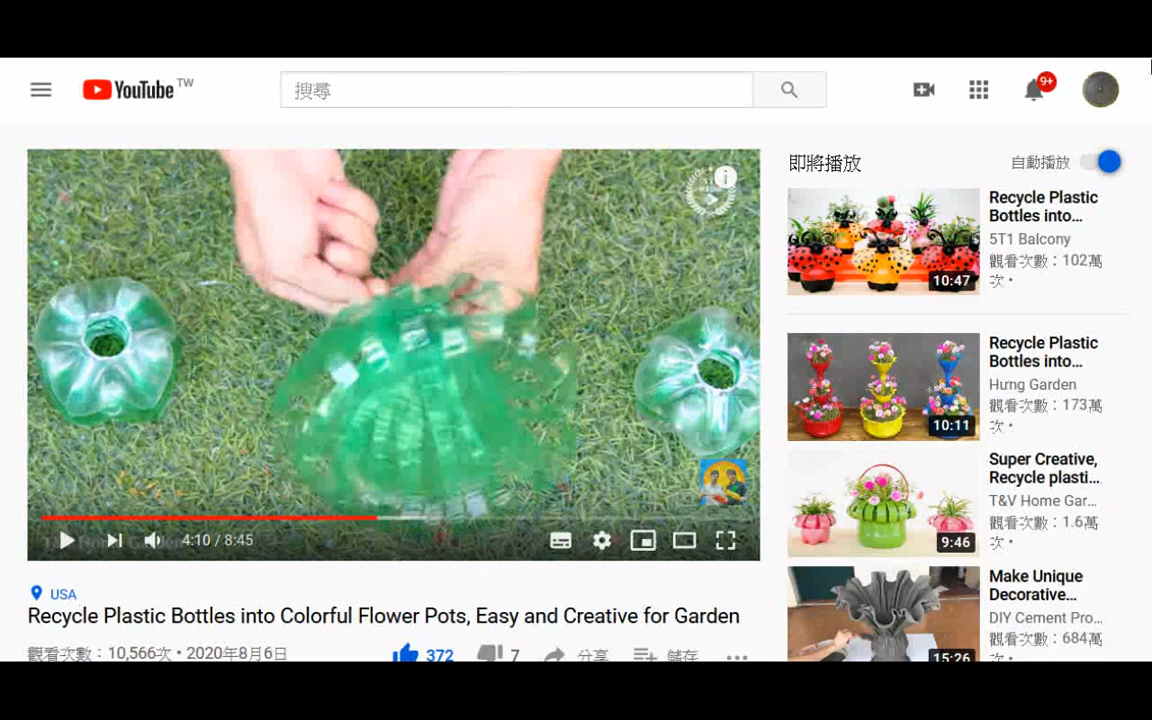 YouTube TW
搜尋
9+
4:10 / 8:45
USA
Recycle Plastic Bottles into Colorful Flower Pots, Easy and Creative for Garden
觀看次數：10,566次・2020年8月6日
372
7
分享
儲存
即將播放
自動播放
Recycle Plastic
Bottles into...
5T1 Balcony
觀看次數：102萬
次・
10:47
Recycle Plastic
Bottles into...
Hưng Garden
觀看次數：173萬
次・
10:11
Super Creative,
Recycle plasti...
T&V Home Gar...
觀看次數：1.6萬
次・
9:46
Make Unique
Decorative...
DIY Cement Pro...
觀看次數：684萬
次・
15:26